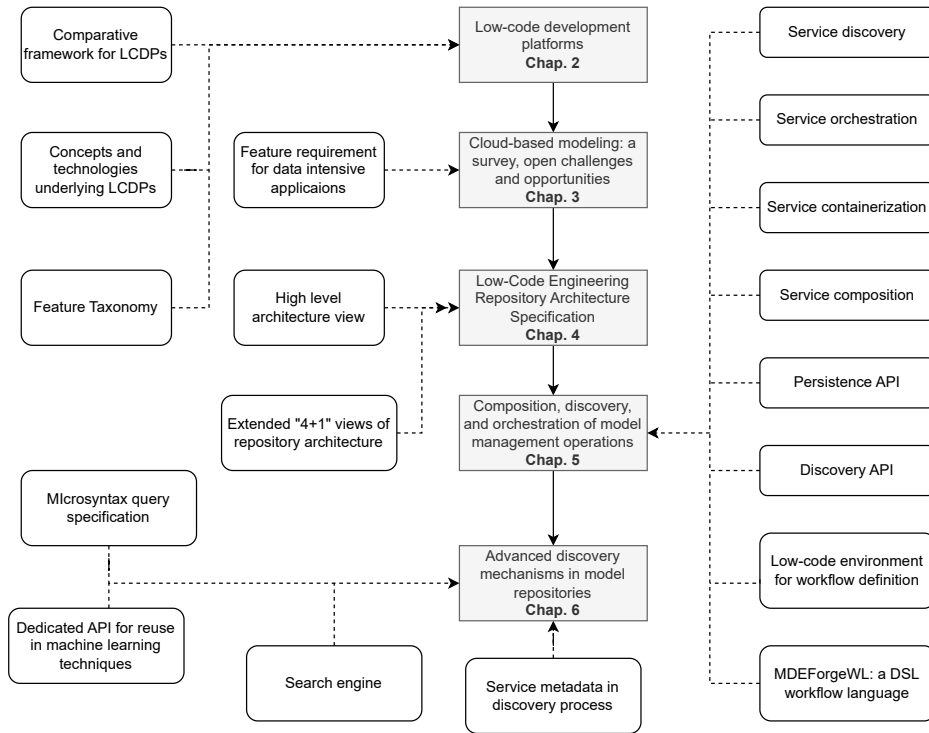 Comparative
framework for LCDPs
Low-code development
platforms
Chap. 2
Service discovery
Service orchestration
Concepts and
technologies
underlying LCDPs
Feature requirement
for data intensive
applicaions
Cloud-based modeling: a
survey, open challenges
and opportunities
Chap. 3
Service containerization
Feature Taxonomy
High level
architecture view
Low-Code Engineering
Repository Architecture
Specification
Chap. 4
Service composition
Persistence API
Extended "4+1" views of
repository architecture
Composition, discovery,
and orchestration of model
management operations
Chap. 5
Discovery API
MIcrosyntax query
specification
Low-code environment
for workflow definition
Advanced discovery
mechanisms in model
repositories
Chap. 6
Dedicated API for reuse
in machine learning
techniques
Search engine
Service metadata in
discovery process
MDEForgeWL: a DSL
workflow language